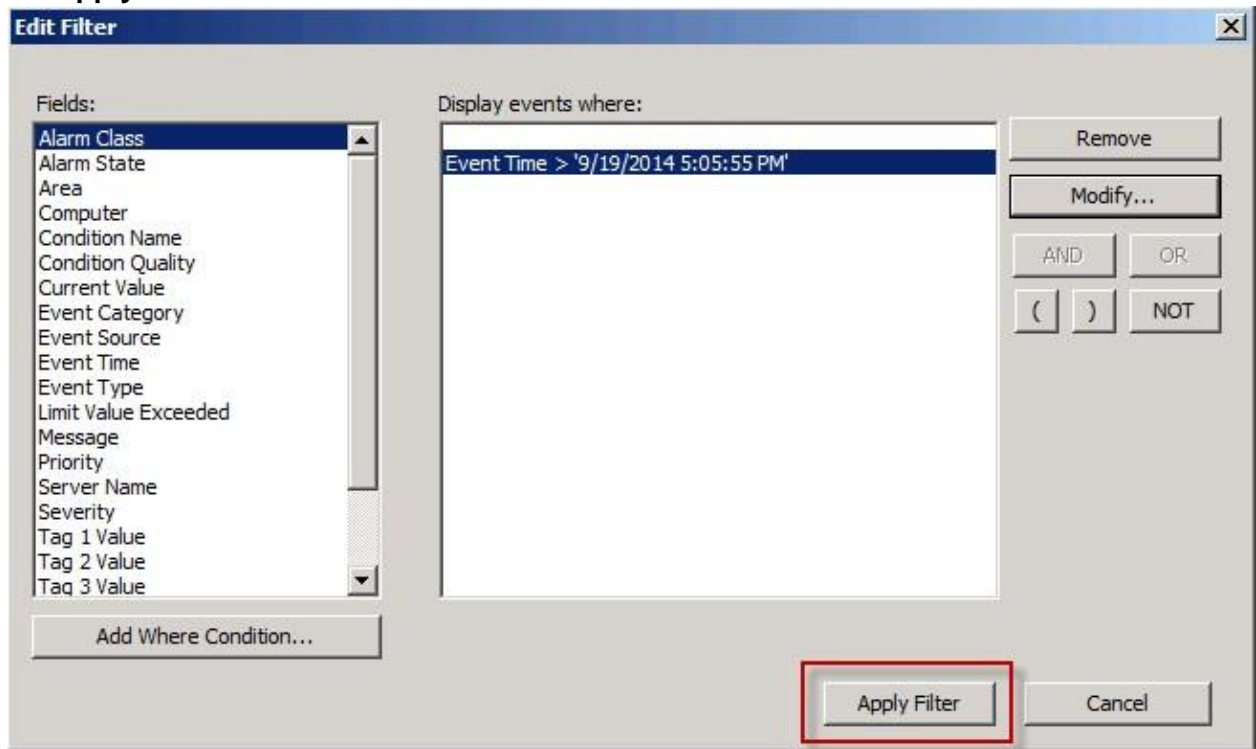 Edit Filter
Fields:
Display events where:
Alarm Class
Alarm State
Area
Computer
Condition Name
Condition Quality
Current Value
Event Category
Event Source
Event Time
Event Type
Limit Value Exceeded
Message
Priority
Server Name
Severity
Tag 1 Value
Tag 2 Value
Tag 3 Value
Add Where Condition...
Event Time > '9/19/2014 5:05:55 PM'
Remove
Modify...
AND OR
( ) NOT
Apply Filter
Cancel